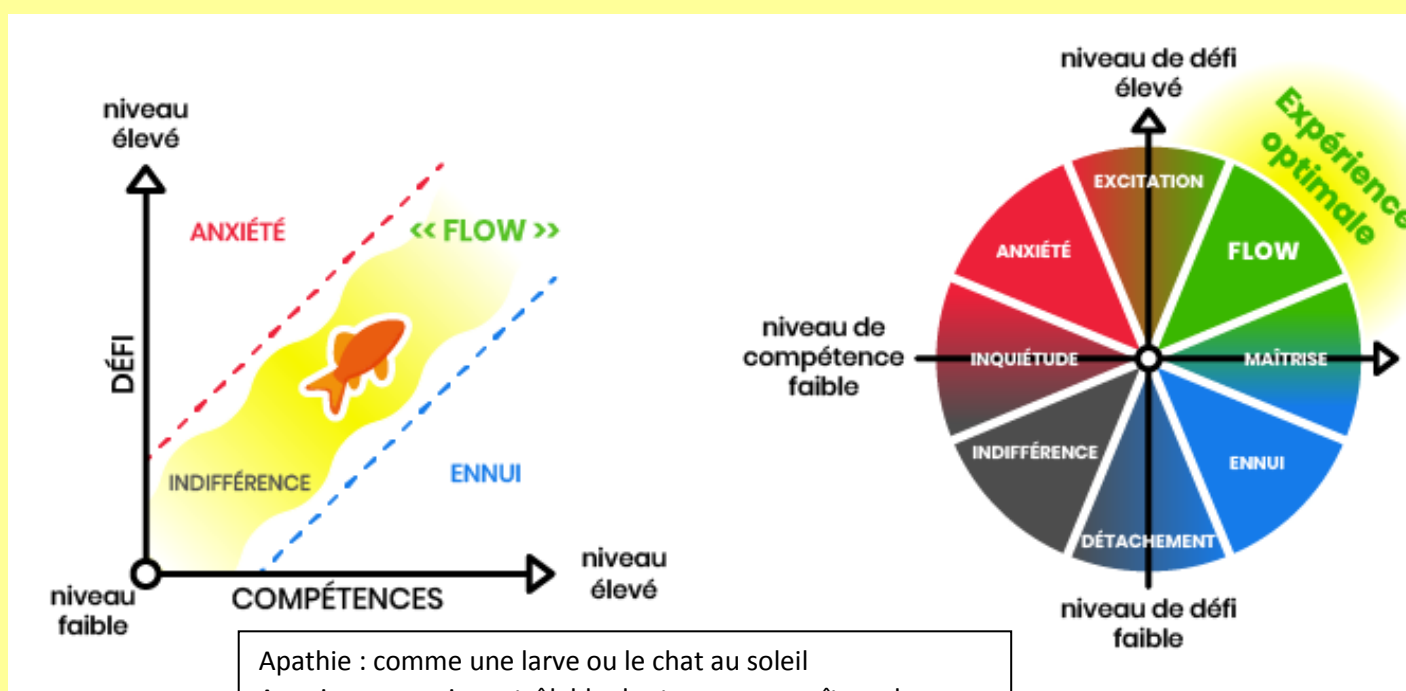 niveau
élevé
ANXIÉTÉ
<< FLOW >>
DÉFI
INDIFFÉRENCE
ENNUI
niveau
faible
COMPÉTENCES
niveau
élevé
niveau de défi
élevé
Expérience
optimale
EXCITATION
ANXIÉTÉ
FLOW
niveau de
compétence
faible
INQUIÉTUDE
MAÎTRISE
INDIFFÉRENCE
ENNUI
DÉTACHEMENT
niveau de défi
faible
Apathie : comme une larve ou le chat au soleil